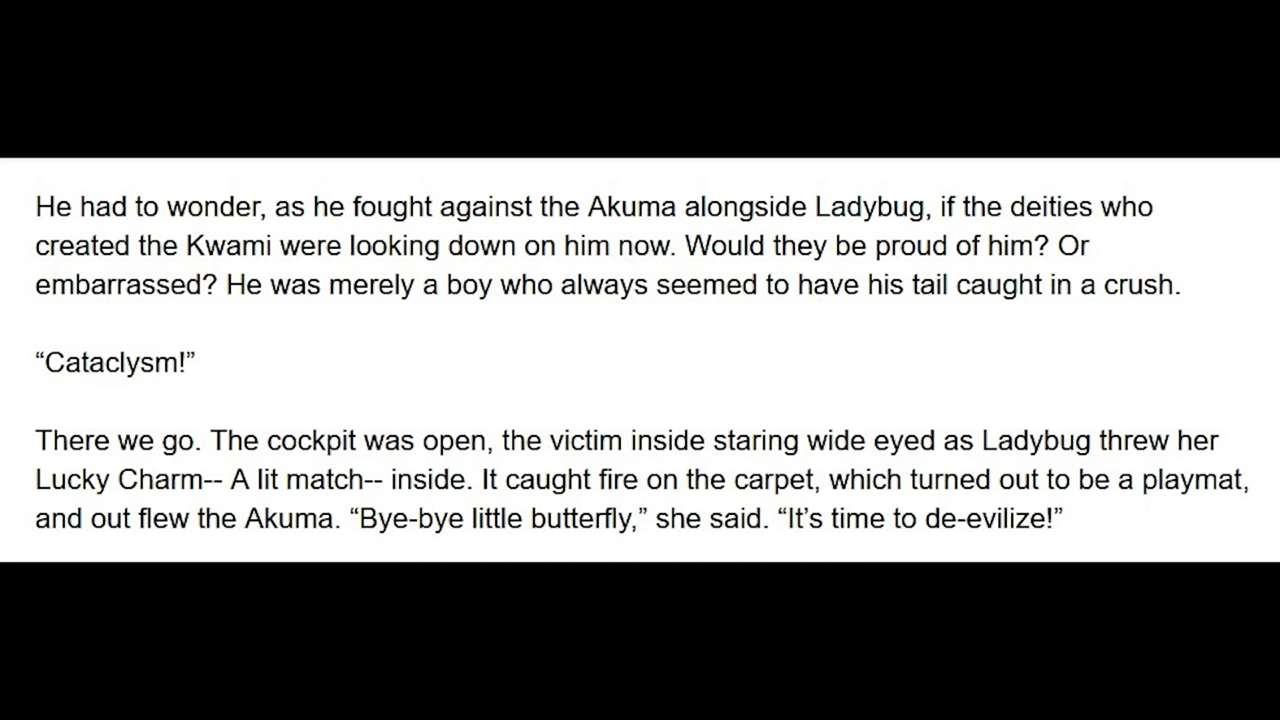 He had to wonder, as he fought against the Akuma alongside Ladybug, if the deities who
created the Kwami were looking down on him now. Would they be proud of him? Or
embarrassed? He was merely a boy who always seemed to have his tail caught in a crush.
“Cataclysm!”
There we go. The cockpit was open, the victim inside staring wide eyed as Ladybug threw her
Lucky Charm-- A lit match-- inside. It caught fire on the carpet, which turned out to be a playmat,
and out flew the Akuma. “Bye-bye little butterfly,” she said. “It’s time to de-evilize!”